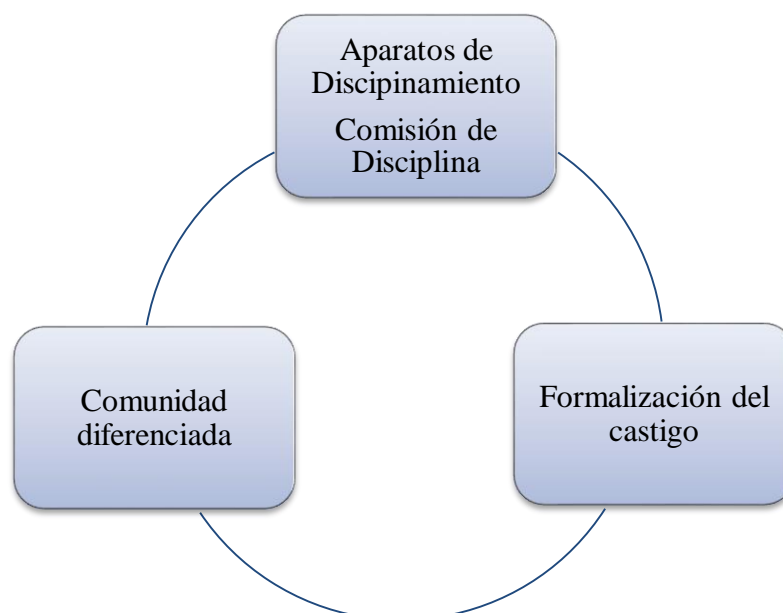 Aparatos de
Discipinamiento
Comisión de
Disciplina
Comunidad
diferenciada
Formalización del
castigo